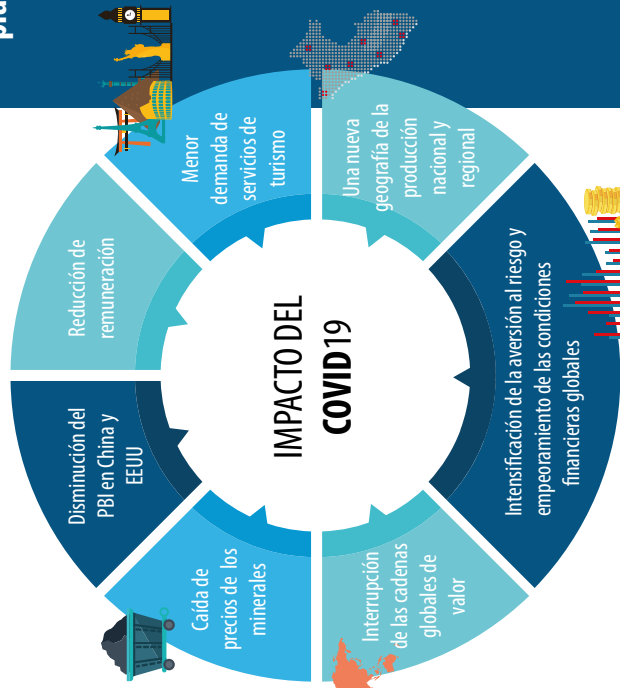 Disminución del
PBI en China y
EEUU
Reducción de
remuneración
Caída de
precios de los
minerales
Menor
demanda de
servicios de
turismo
IMPACTO DEL
COVID19
Interrupción
de las cadenas
globales de
valor
Una nueva
geografía de la
producción
nacional y
regional
Intensificación de la aversión al riesgo y
empeoramiento de las condiciones
financieras globales